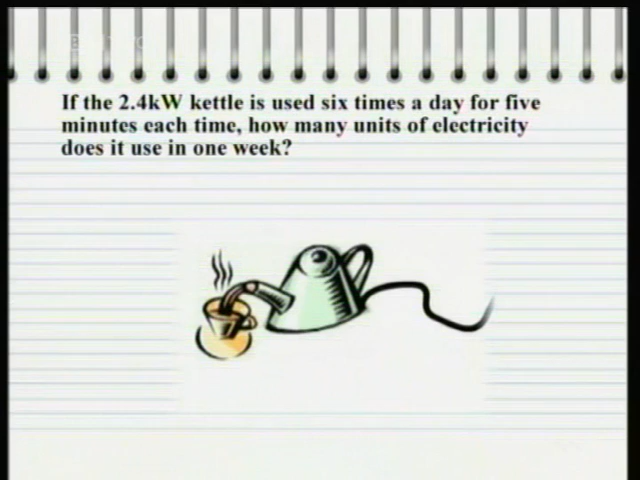 If the 2.4kW kettle is used six times a day for five
minutes each time, how many units of electricity
does it use in one week?